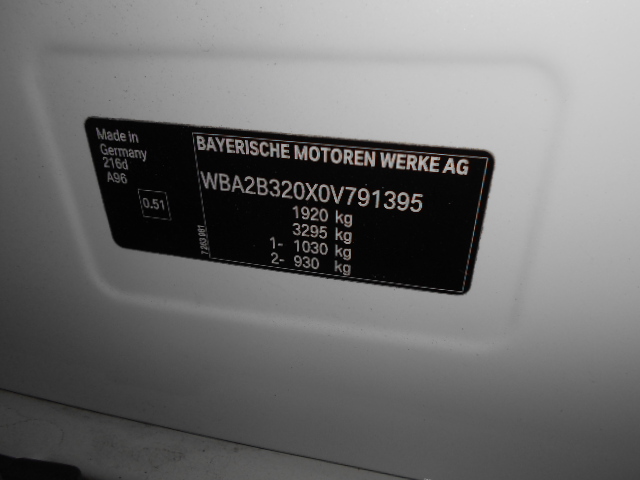 Made in
Germany
216d
A96
0.51
BAYERISCHE MOTOREN WERKE AG
WBA2B320X0V791395
1920 kg
3295 kg
1- 1030 kg
2- 930 kg